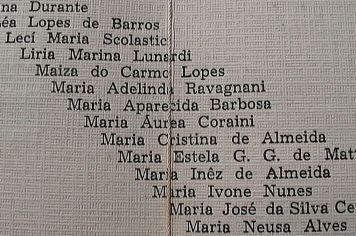 na Durante
éa Lopes de Barros
Lecí Maria Scolastic
Liria Marina Lunardi
Maiza do Carmo Lopes
Maria Adelinda Ravagnani
Maria Aparecida Barbosa
Maria Áurea Coraini
Maria Cristina de Almeida
Maria Estela G. G. de Mat
Maria Inêz de Almeida
Maria Ivone Nunes
Maria José da Silva Ce
Maria Neusa Alves